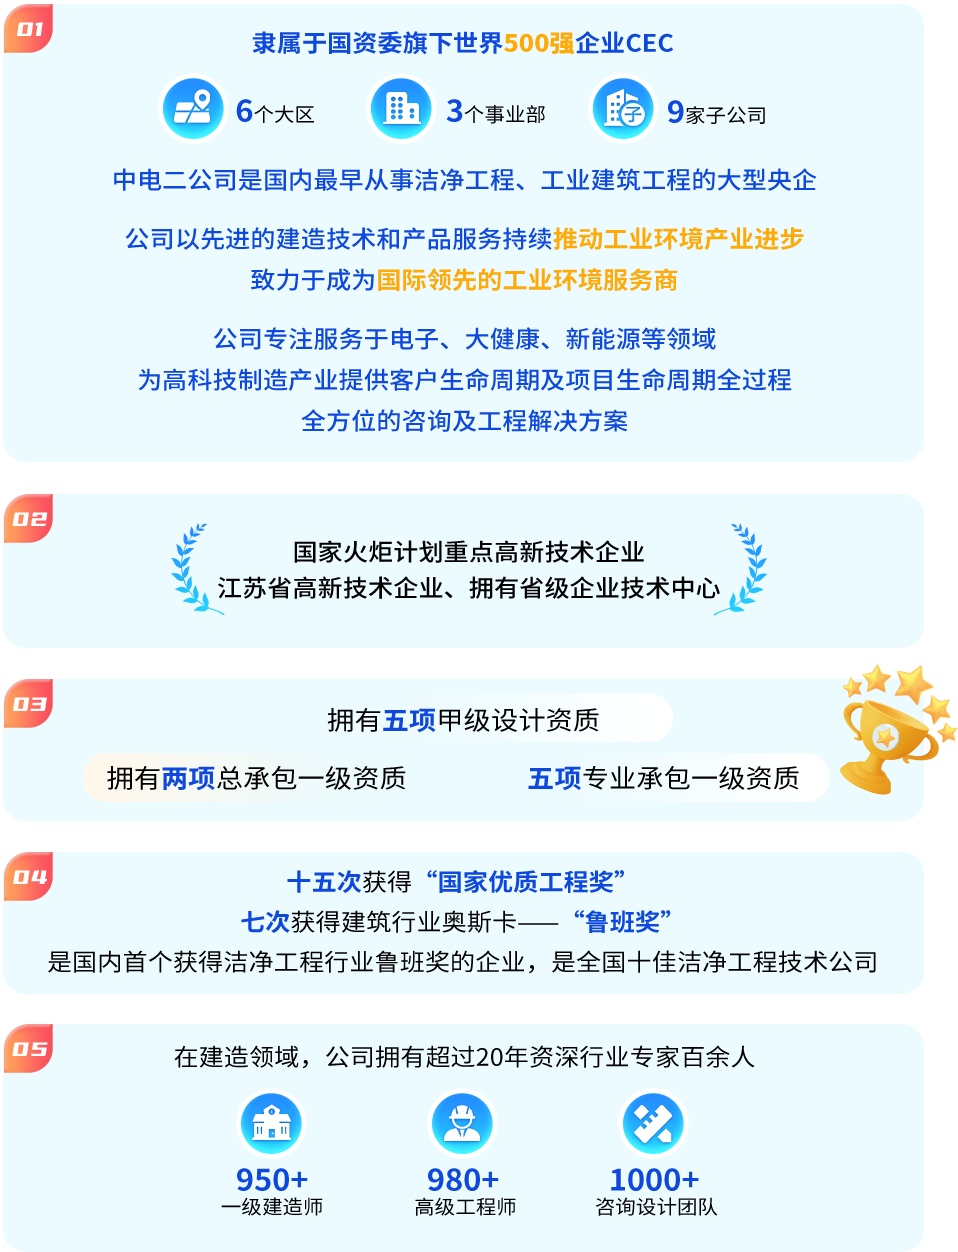 01
隶属于国资委旗下世界500强企业CEC
6个大区
3个事业部
子
9家子公司
中电二公司是国内最早从事洁净工程、工业建筑工程的大型央企
公司以先进的建造技术和产品服务持续推动工业环境产业进步
致力于成为国际领先的工业环境服务商
公司专注服务于电子、大健康、新能源等领域
为高科技制造产业提供客户生命周期及项目生命周期全过程
全方位的咨询及工程解决方案
02
国家火炬计划重点高新技术企业
江苏省高新技术企业、拥有省级企业技术中心
03
拥有五项甲级设计资质
拥有两项总承包一级资质
五项专业承包一级资质
04
十五次获得“国家优质工程奖”
七次获得建筑行业奥斯卡——“鲁班奖”
是国内首个获得洁净工程行业鲁班奖的企业，是全国十佳洁净工程技术公司
05
在建造领域，公司拥有超过20年资深行业专家百余人
950+
一级建造师
980+
高级工程师
1000+
咨询设计团队